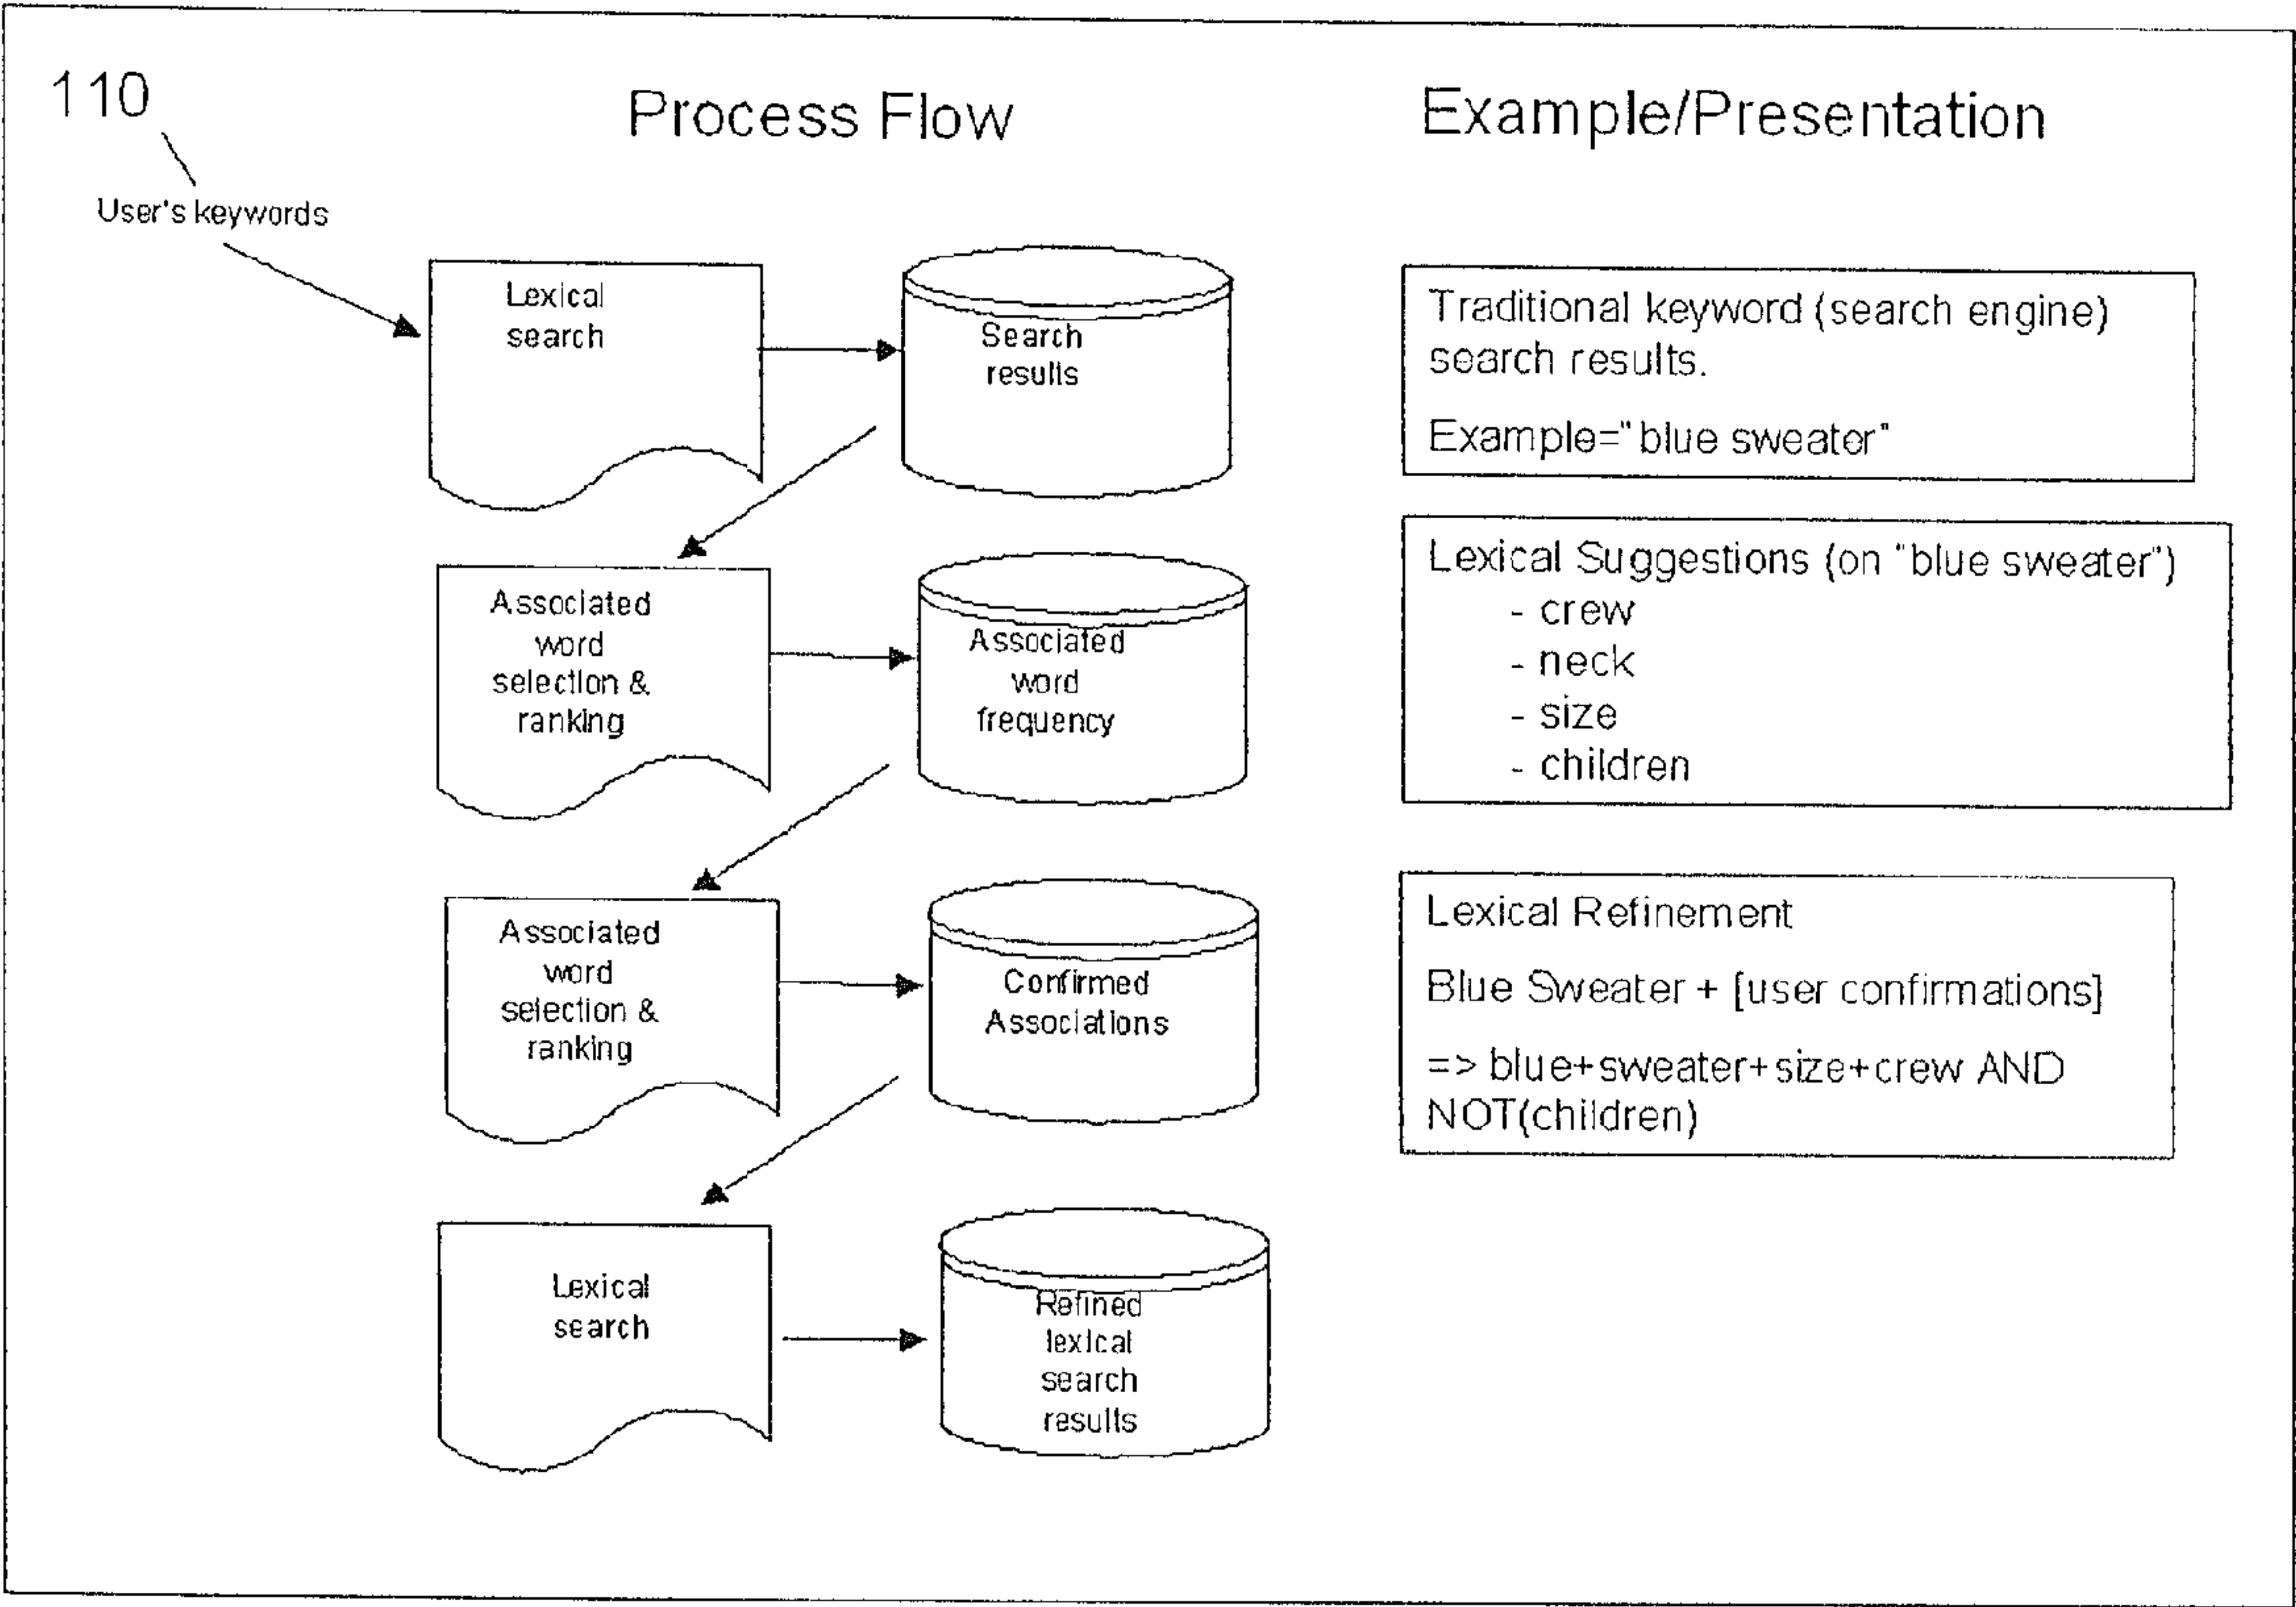 110
Process Flow
Example/Presentation
User's keywords
Lexical
search
Search
results
Traditional keyword (search engine)
search results.
Example="blue sweater"
Associated
word
selection &
ranking
Associated
word
frequency
Lexical Suggestions (on "blue sweater")
- crew
- neck
- size
- children
Associated
word
selection &
ranking
Confirmed
Associations
Lexical Refinement
Blue Sweater + [user confirmations]
=> blue+sweater+size+crew AND
NOT(children)
Lexical
search
Refined
lexical
search
results